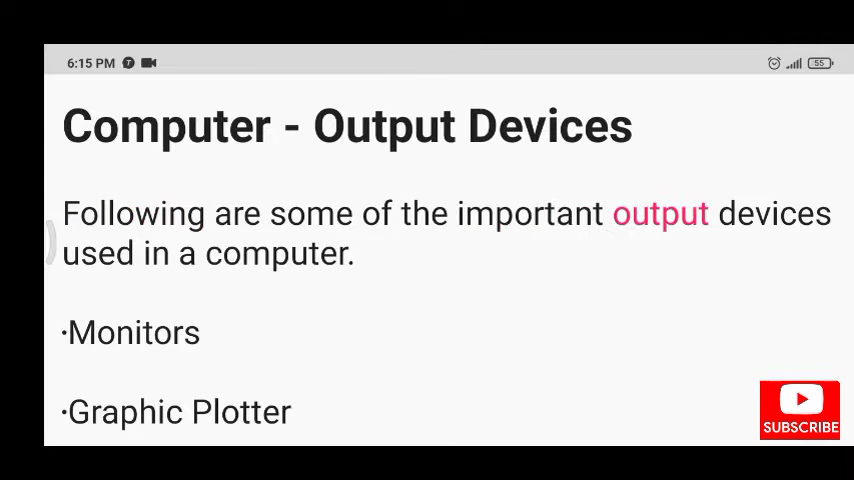 6:15 PM
55
Computer - Output Devices
Following are some of the important output devices
used in a computer.
·Monitors
·Graphic Plotter
SUBSCRIBE